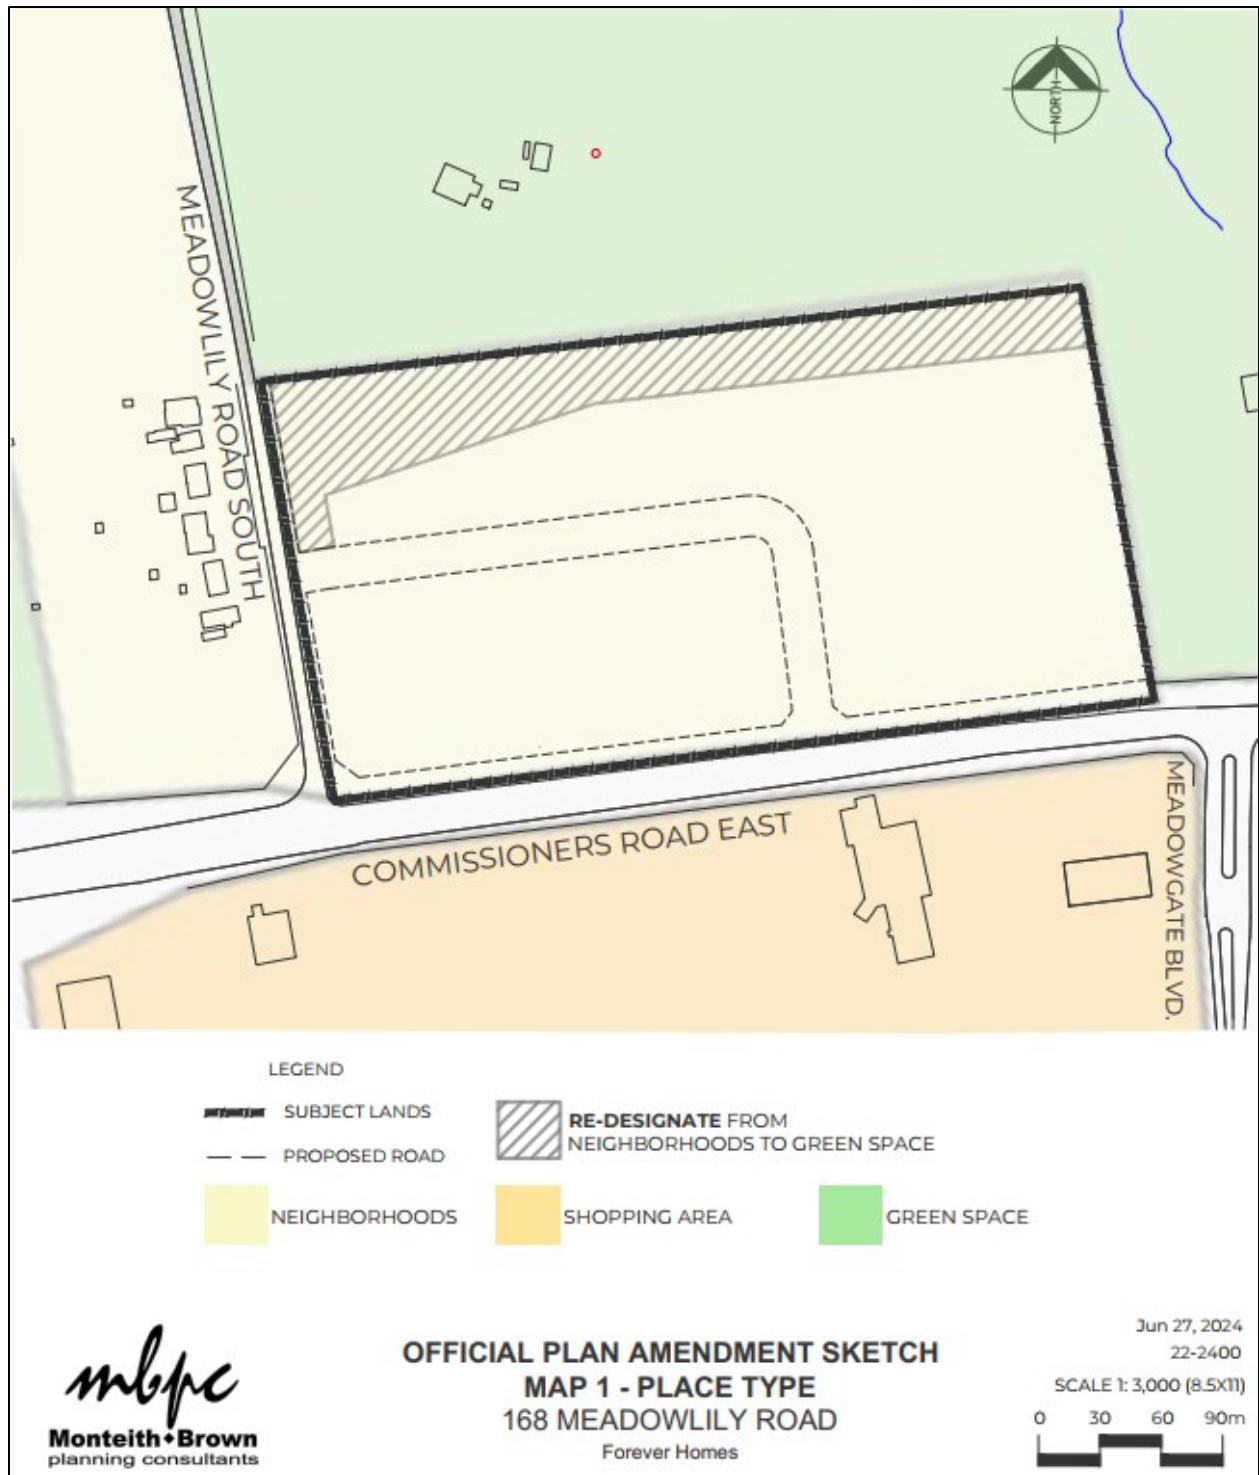 NORTH
MEADOWLILY ROAD SOUTH
COMMISSIONERS ROAD EAST
MEADOWGATE BLVD.
LEGEND
SUBJECT LANDS
PROPOSED ROAD
RE-DESIGNATE FROM
NEIGHBORHOODS TO GREEN SPACE
NEIGHBORHOODS
SHOPPING AREA
GREEN SPACE
mbpc
Monteith Brown
planning consultants
OFFICIAL PLAN AMENDMENT SKETCH
MAP 1 - PLACE TYPE
168 MEADOWLILY ROAD
Forever Homes
Jun 27, 2024
22-2400
SCALE 1: 3,000 (8.5X11)
0 30 60 90m